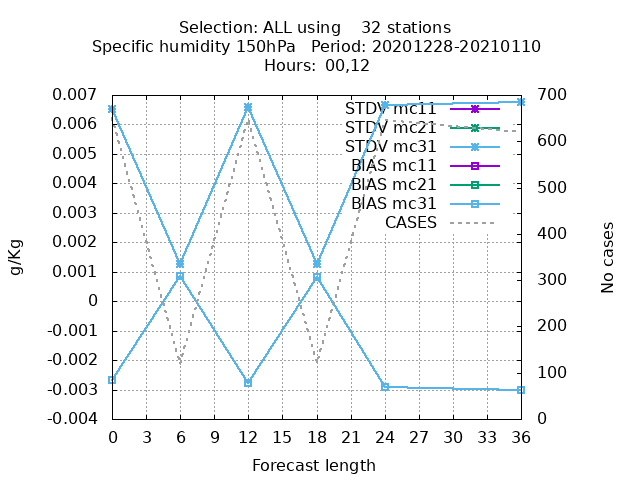 Selection: ALL using    32 stations
Specific humidity 150hPa   Period: 20201228-20210110
Hours: 00,12
0.007
0.006
0.005
0.004
0.003
0.002
0.001
0
-0.001
-0.002
-0.003
-0.004
g/Kg
STDV mc11
STDV mc21
STDV mc31
BIAS mc11
BIAS mc21
BIAS mc31
CASES
700
600
500
400
300
200
100
0
No cases
0 3 6 9 12 15 18 21 24 27 30 33 36
Forecast length